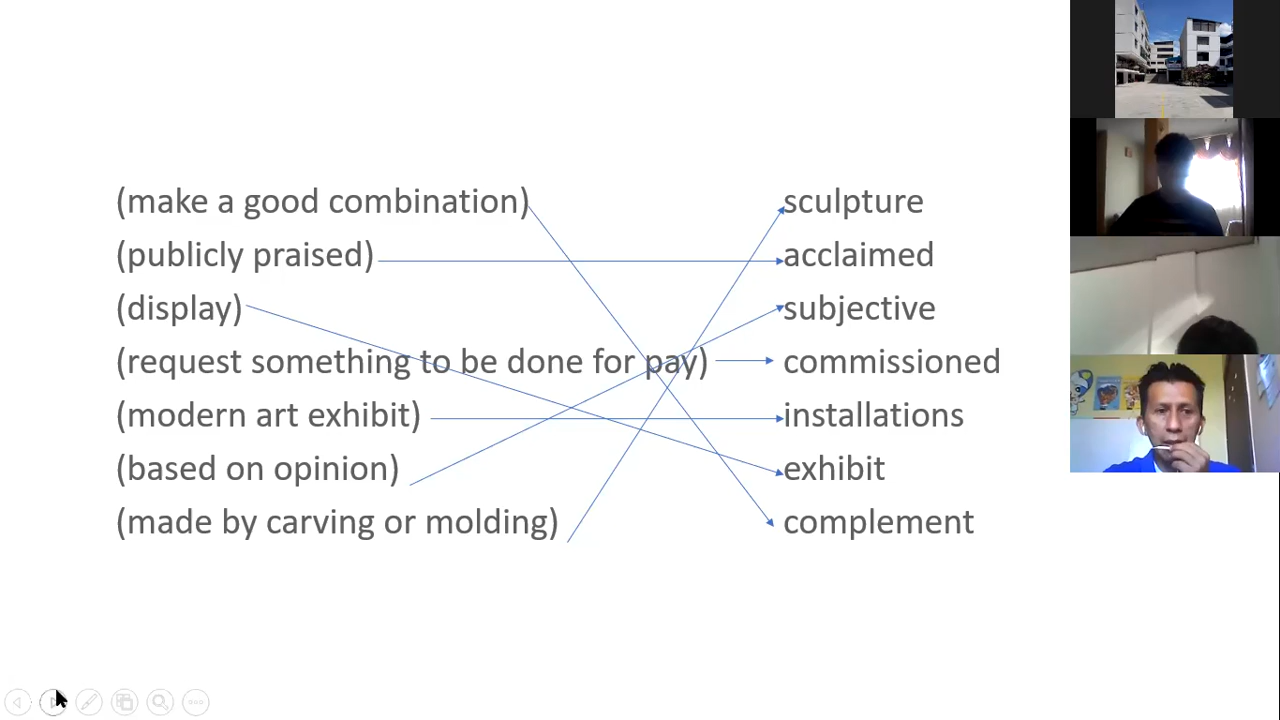 (make a good combination) sculpture
(publicly praised) acclaimed
(display) subjective
(request something to be done for pay) commissioned
(modern art exhibit) installations
(based on opinion) exhibit
(made by carving or molding) complement